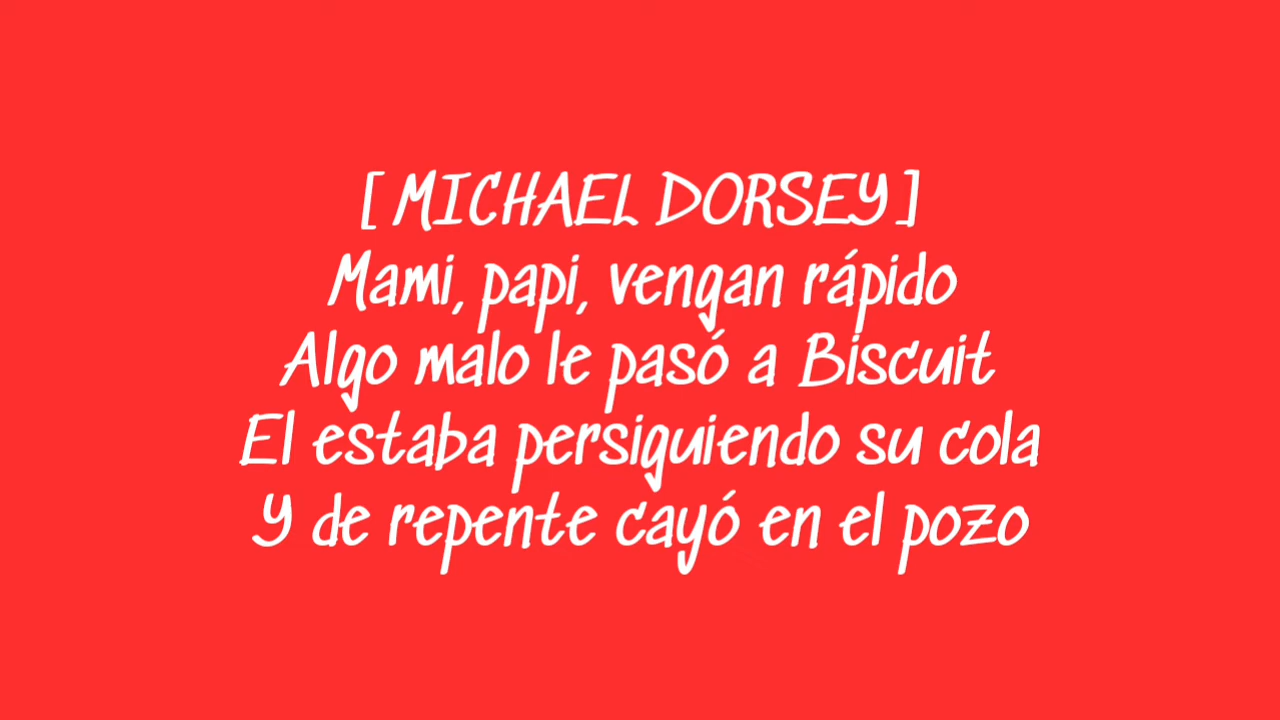 [MICHAEL DORSEY]
Mami, papi, vengan rápido
Algo malo le pasó a Biscuit
El estaba persiguiendo su cola
Y de repente cayó en el pozo